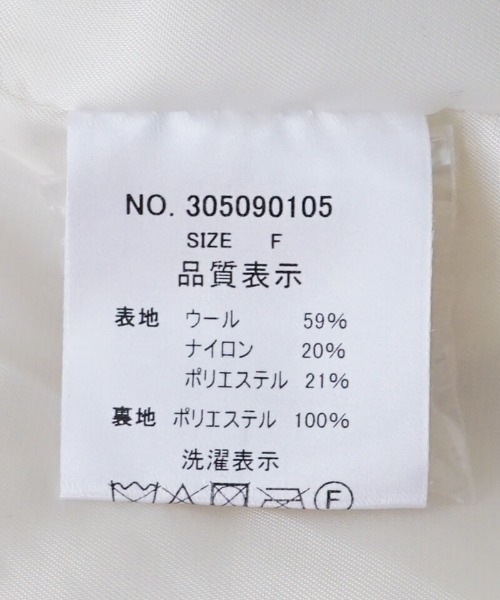 NO. 305090105
SIZE F
品質表示
表地 ウール 59%
ナイロン 20%
ポリエステル 21%
裏地 ポリエステル 100%
洗濯表示
F